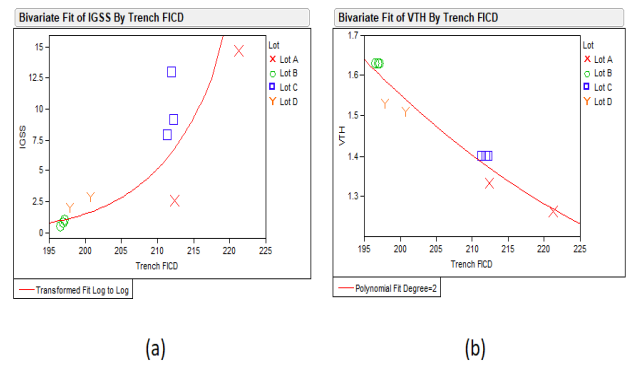 Bivariate Fit of IGSS By Trench FICD
15
12.5
10
7.5
5
2.5
0
IGSS
195 200 205 210 215 220 225
Trench FICD
Lot
Lot A
Lot B
Lot C
Lot D
Transformed Fit Log to Log
(a)
Bivariate Fit of VTH By Trench FICD
1.7
1.6
1.5
1.4
1.3
VTH
195 200 205 210 215 220 225
Trench FICD
Lot
Lot A
Lot B
Lot C
Lot D
Polynomial Fit Degree=2
(b)